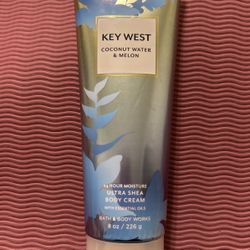 KEY WEST
COCONUT WATER
& MELON
24 HOUR MOISTURE
ULTRA SHEA
BODY CREAM
WITH ESSENTIAL OILS
BATH & BODY WORKS
8 oz / 226 g